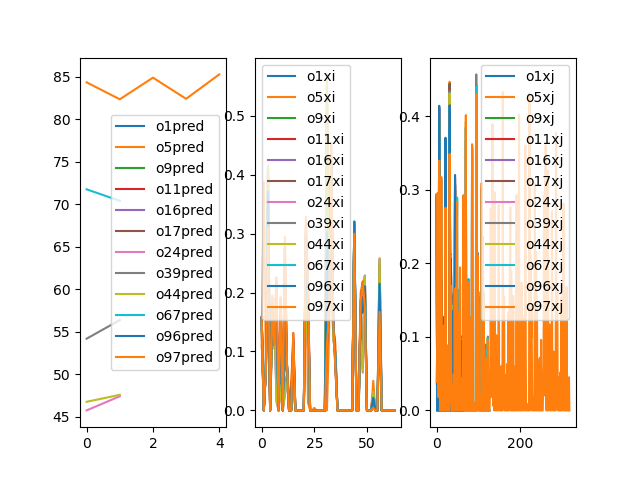 85
80
75
70
65
60
55
50
45
0
2
4
o1pred
o5pred
o9pred
o11pred
o16pred
o17pred
o24pred
o39pred
o44pred
o67pred
o96pred
o97pred
0.5
0.4
0.3
0.2
0.1
0.0
0
25
50
o1xi
o5xi
o9xi
o11xi
o16xi
o17xi
o24xi
o39xi
o44xi
o67xi
o96xi
o97xi
0.4
0.3
0.2
0.1
0.0
0
200
o1xj
o5xj
o9xj
o11xj
o16xj
o17xj
o24xj
o39xj
o44xj
o67xj
o96xj
o97xj